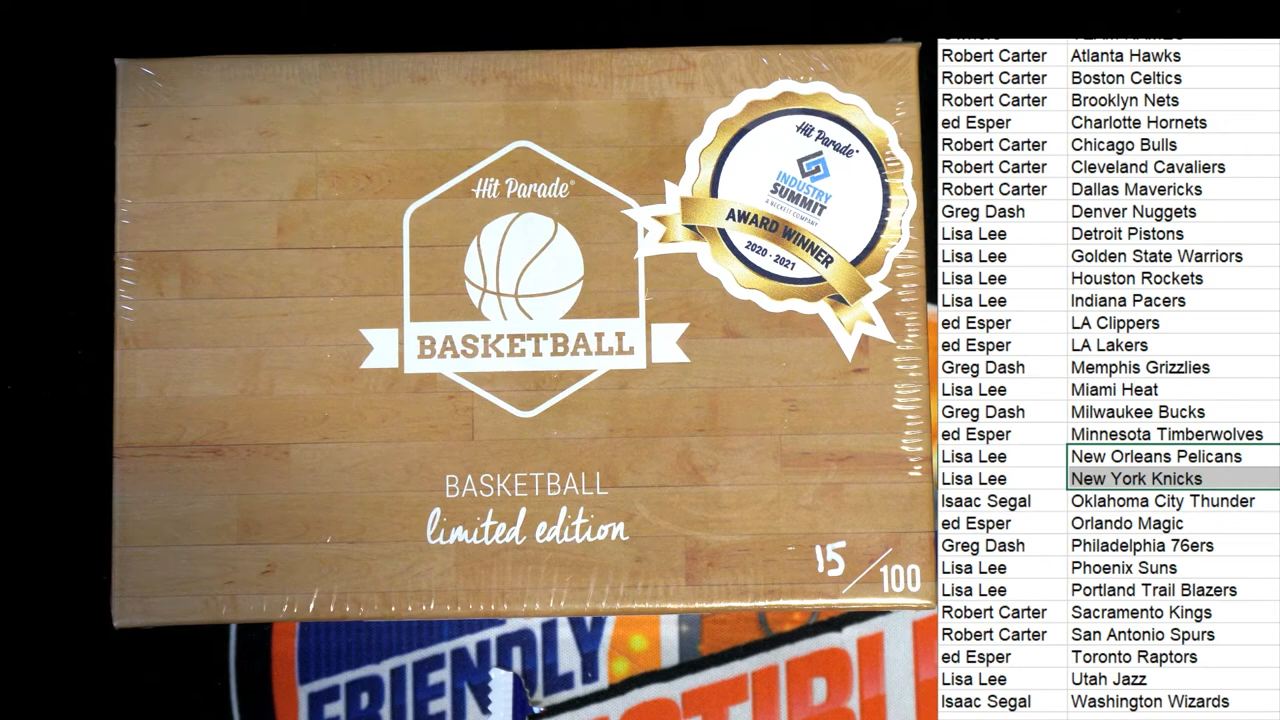 Hit Parade®
BASKETBALL
BASKETBALL
limited edition
15/100
Hit Parade®
INDUSTRY
SUMMIT
A BECKETT COMPANY
AWARD WINNER
2020 - 2021
FRIENDLY
Robert Carter Atlanta Hawks
Robert Carter Boston Celtics
Robert Carter Brooklyn Nets
ed Esper Charlotte Hornets
Robert Carter Chicago Bulls
Robert Carter Cleveland Cavaliers
Robert Carter Dallas Mavericks
Greg Dash Denver Nuggets
Lisa Lee Detroit Pistons
Lisa Lee Golden State Warriors
Lisa Lee Houston Rockets
Lisa Lee Indiana Pacers
ed Esper LA Clippers
ed Esper LA Lakers
Greg Dash Memphis Grizzlies
Lisa Lee Miami Heat
Greg Dash Milwaukee Bucks
ed Esper Minnesota Timberwolves
Lisa Lee New Orleans Pelicans
Lisa Lee New York Knicks
Isaac Segal Oklahoma City Thunder
ed Esper Orlando Magic
Greg Dash Philadelphia 76ers
Lisa Lee Phoenix Suns
Lisa Lee Portland Trail Blazers
Robert Carter Sacramento Kings
Robert Carter San Antonio Spurs
ed Esper Toronto Raptors
Lisa Lee Utah Jazz
Isaac Segal Washington Wizards